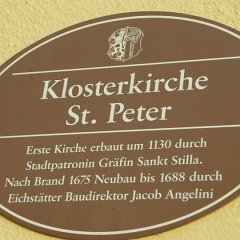 Klosterkirche
St. Peter
Erste Kirche erbaut um 1130 durch
Stadtpatronin Gräfin Sankt Stilla.
Nach Brand 1675 Neubau bis 1688 durch
Eichstätter Baudirektor Jacob Angelini